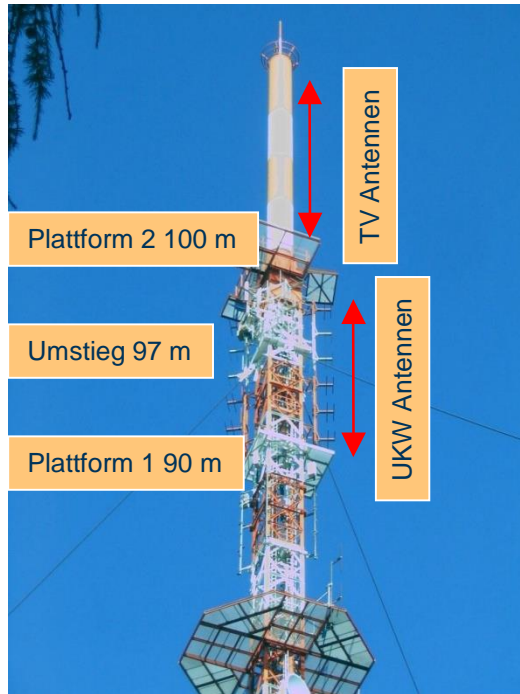 TV Antennen
Plattform 2 100 m
Umstieg 97 m
UKW Antennen
Plattform 1 90 m